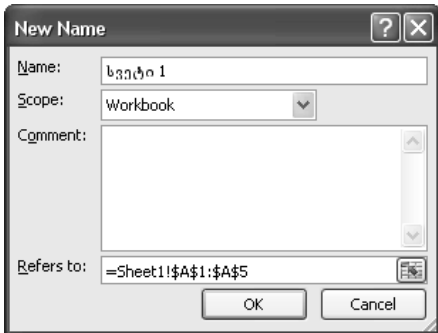 New Name
Name: სვეტი 1
Scope: Workbook
Comment:
Refers to: =Sheet1!$A$1:$A$5
OK Cancel